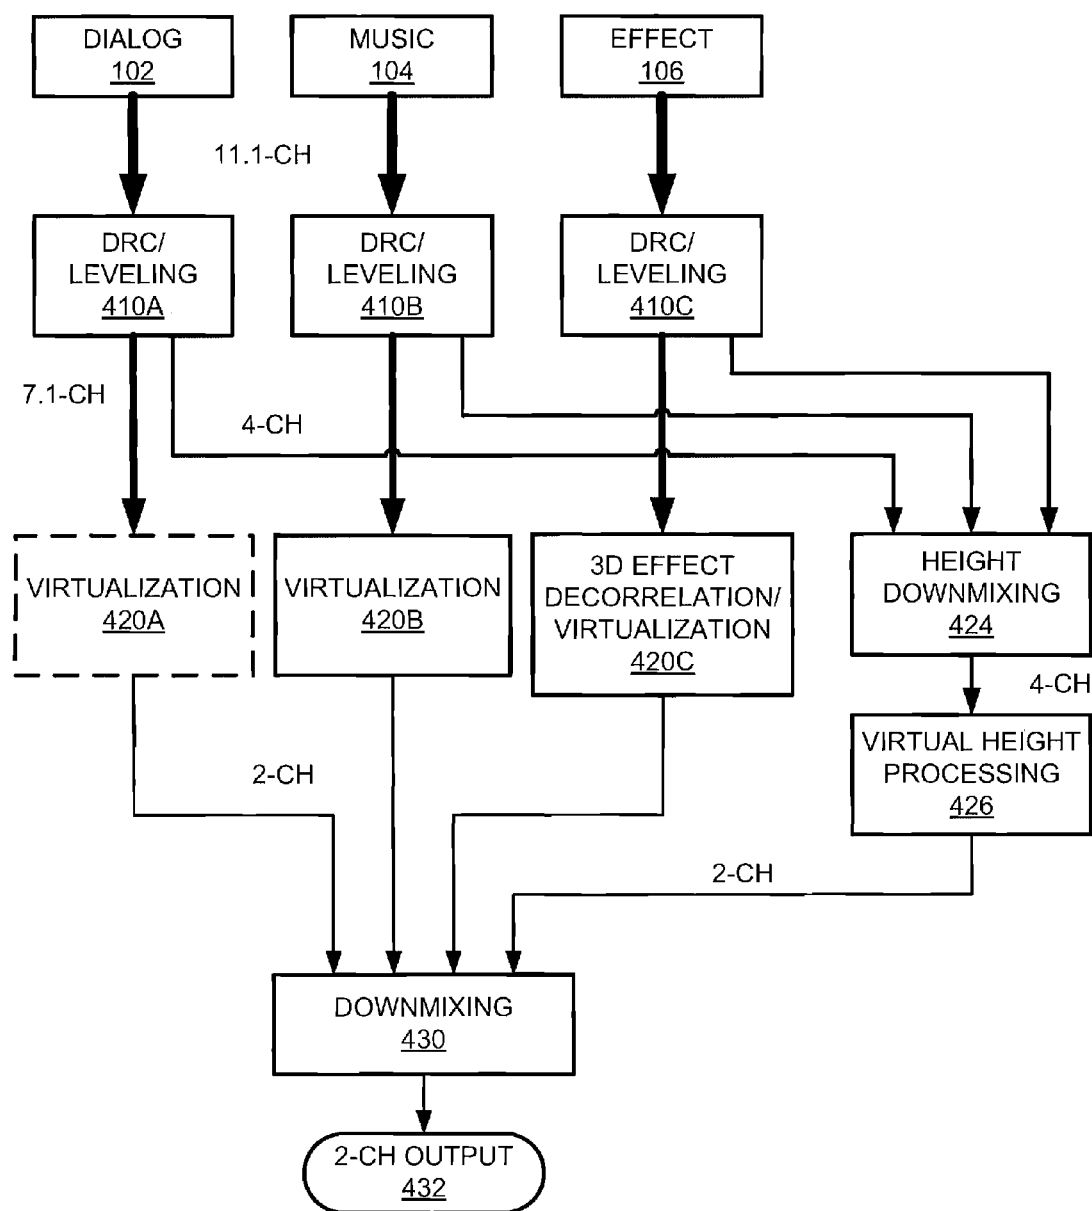 DIALOG
102
MUSIC
104
EFFECT
106
11.1-CH
DRC/
LEVELING
410A
DRC/
LEVELING
410B
DRC/
LEVELING
410C
7.1-CH
4-CH
VIRTUALIZATION
420A
VIRTUALIZATION
420B
3D EFFECT
DECORRELATION/
VIRTUALIZATION
420C
HEIGHT
DOWNMIXING
424
4-CH
VIRTUAL HEIGHT
PROCESSING
426
2-CH
2-CH
DOWNMIXING
430
2-CH OUTPUT
432